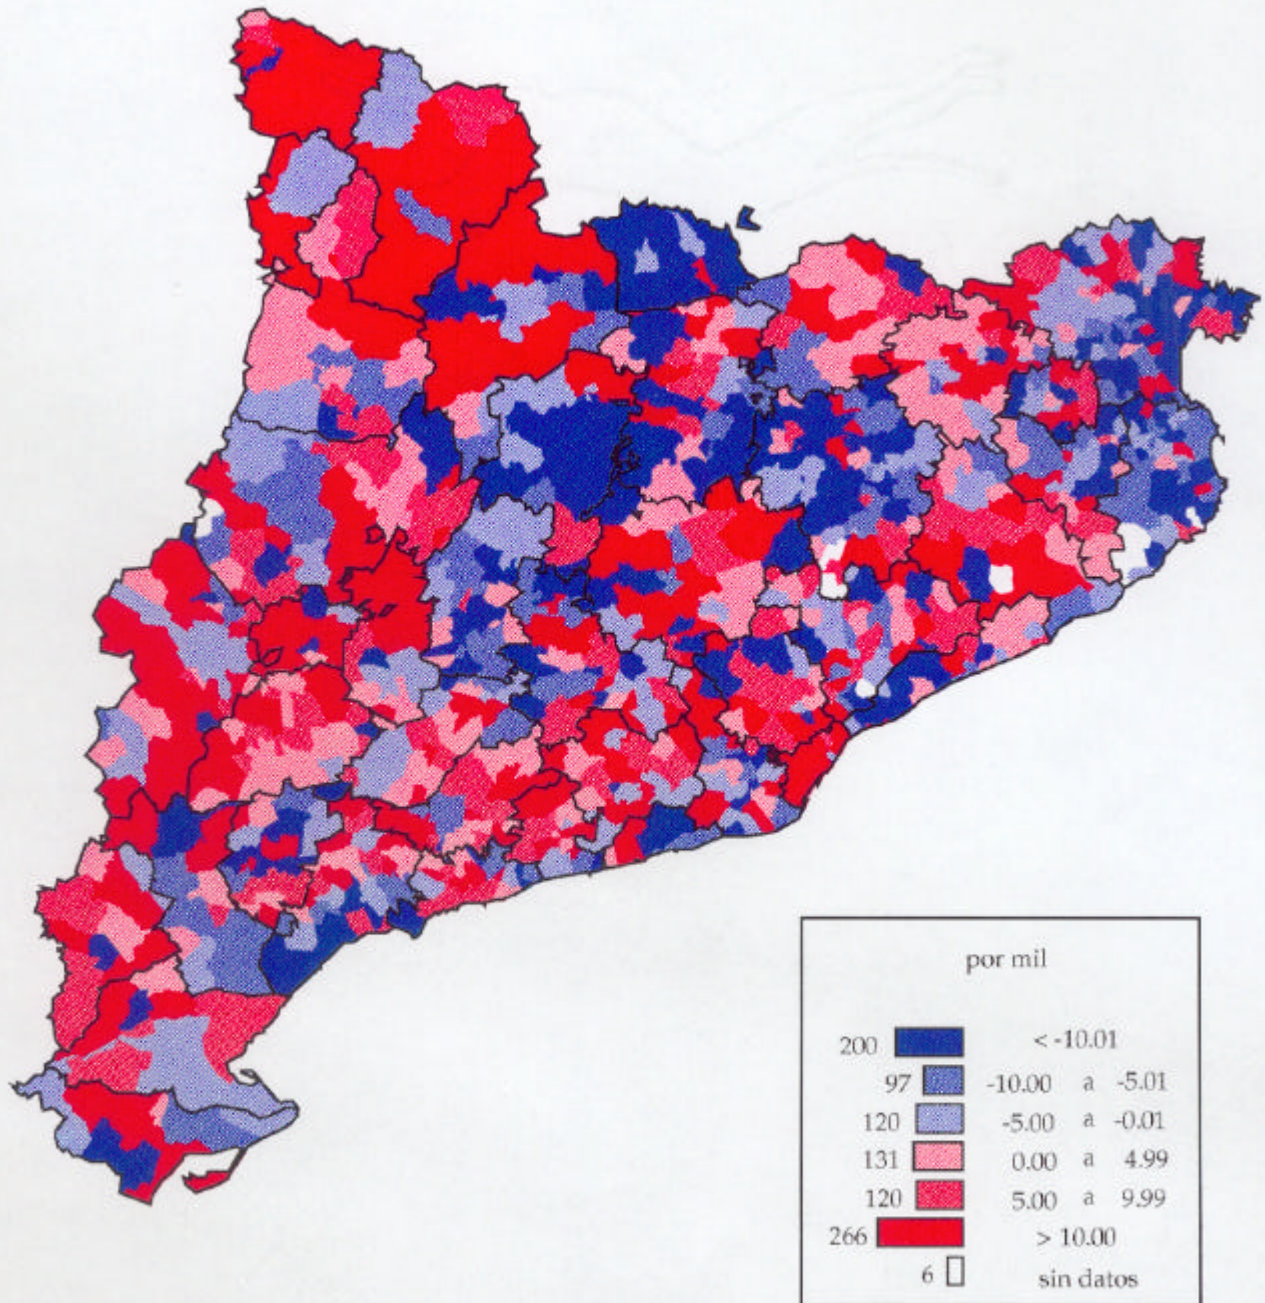 por mil
200 < -10.01
97 -10.00 a -5.01
120 -5.00 a -0.01
131 0.00 a 4.99
120 5.00 a 9.99
266 > 10.00
6 sin datos